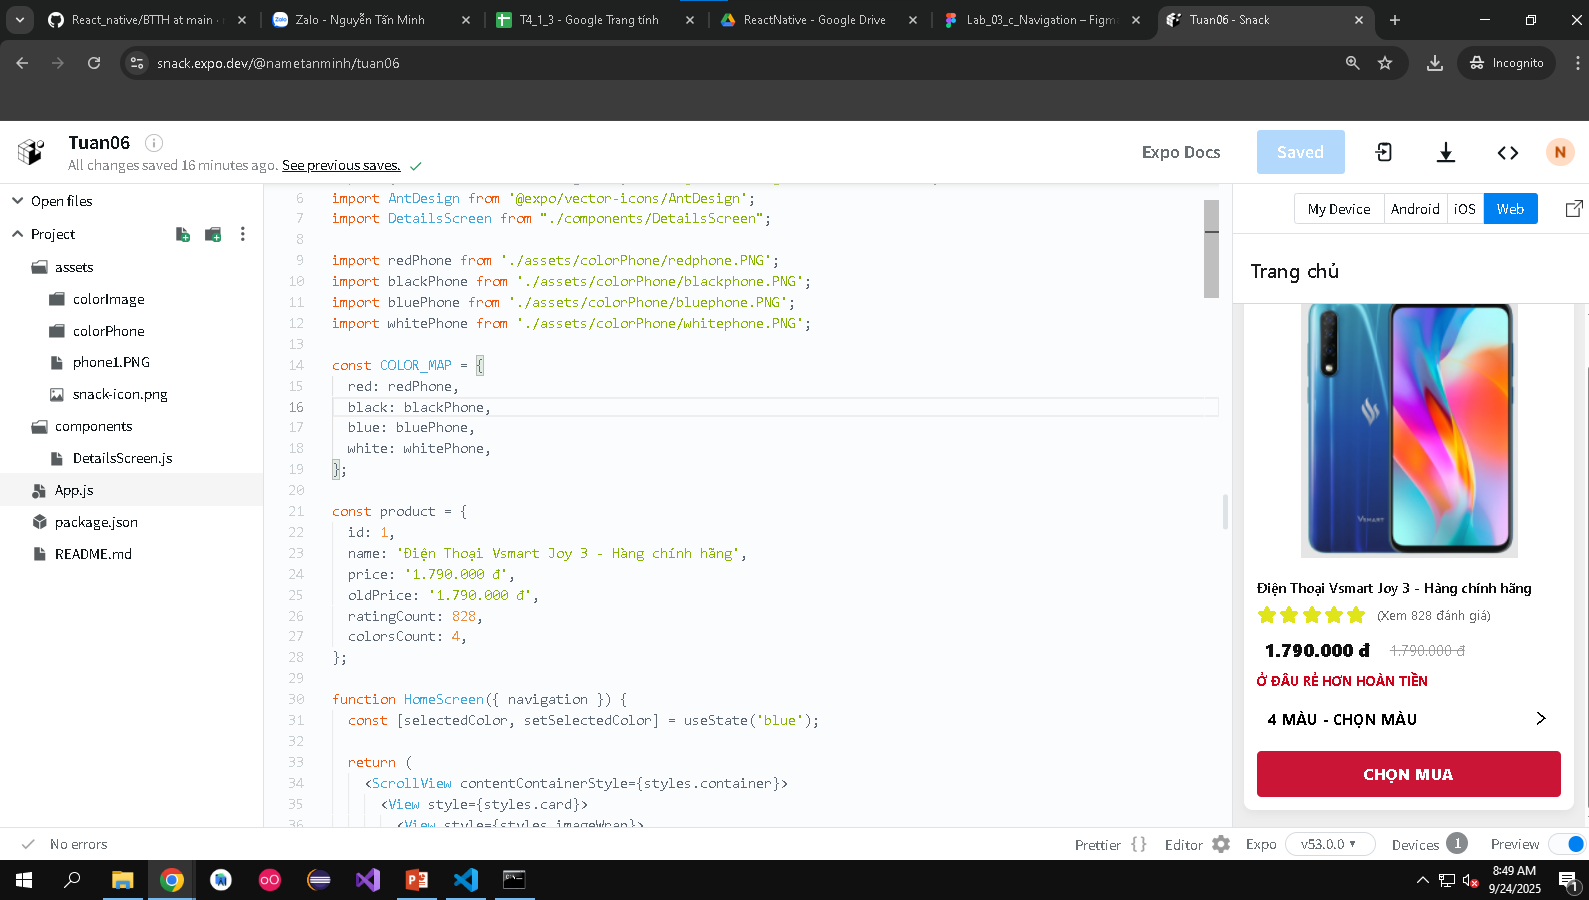 React_native/BTTH at main ·
Zalo - Nguyễn Tấn Minh
T4_1_3 - Google Trang tính
ReactNative - Google Drive
Lab_03_c_Navigation – Figma
Tuan06 - Snack
snack.expo.dev/@nametanminh/tuan06
Incognito
Tuan06
All changes saved 16 minutes ago. See previous saves.
Expo Docs
Saved
N
Open files
Project
assets
colorImage
colorPhone
phone1.PNG
snack-icon.png
components
DetailsScreen.js
App.js
package.json
README.md
6 import AntDesign from '@expo/vector-icons/AntDesign';
7 import DetailsScreen from "./components/DetailsScreen";
8
9 import redPhone from './assets/colorPhone/redphone.PNG';
10 import blackPhone from './assets/colorPhone/blackphone.PNG';
11 import bluePhone from './assets/colorPhone/bluephone.PNG';
12 import whitePhone from './assets/colorPhone/whitephone.PNG';
13
14 const COLOR_MAP = {
15 red: redPhone,
16 black: blackPhone,
17 blue: bluePhone,
18 white: whitePhone,
19 };
20
21 const product = {
22 id: 1,
23 name: 'Điện Thoại Vsmart Joy 3 - Hàng chính hãng',
24 price: '1.790.000 đ',
25 oldPrice: '1.790.000 đ',
26 ratingCount: 828,
27 colorsCount: 4,
28 };
29
30 function HomeScreen({ navigation }) {
31 const [selectedColor, setSelectedColor] = useState('blue');
32
33 return (
34 <ScrollView contentContainerStyle={styles.container}>
35 <View style={styles.card}>
36 <View style={styles.imageWrap}>
My Device
Android
iOS
Web
Trang chủ
VSMART
Điện Thoại Vsmart Joy 3 - Hàng chính hãng
(Xem 828 đánh giá)
1.790.000 đ 1.790.000 đ
Ở ĐÂU RẺ HƠN HOÀN TIỀN
4 MÀU - CHỌN MÀU
CHỌN MUA
No errors
Prettier {}
Editor
Expo
v53.0.0
Devices 1
Preview
8:49 AM
9/24/2025
1